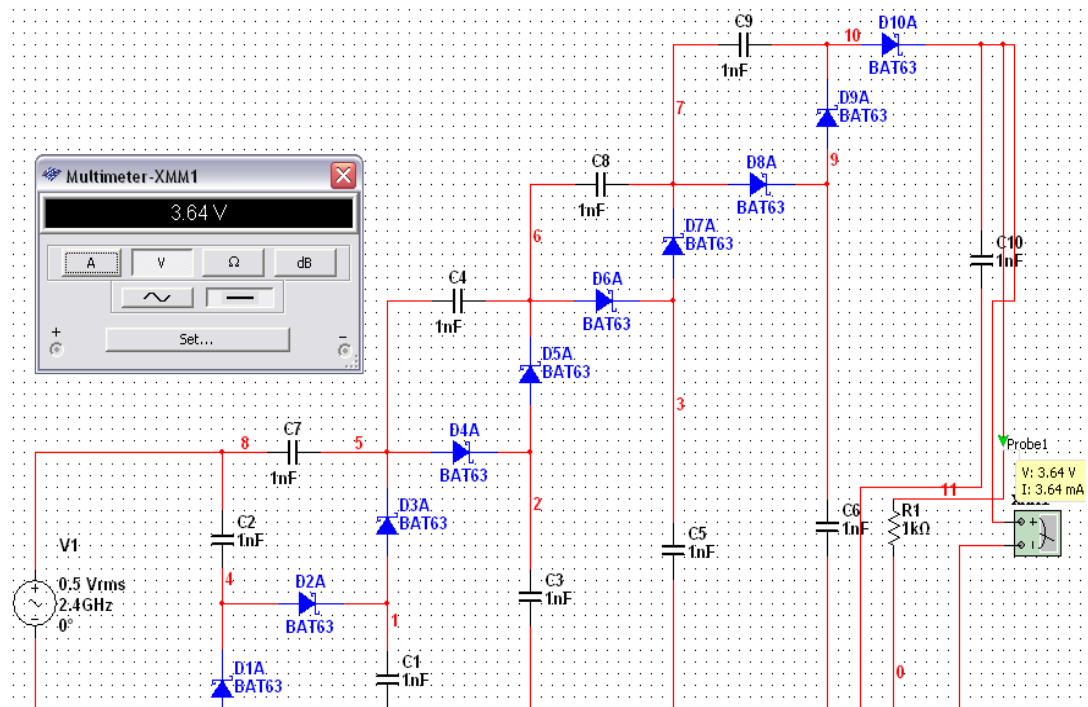 C9
1nF
10
D10A
BAT63
D9A
BAT63
7
9
Multimeter-XMM1
3.64 V
A
V
Ω
dB
+
Set...
-
C8
1nF
D8A
BAT63
6
D7A
BAT63
C10
1nF
C4
1nF
D6A
BAT63
D5A
BAT63
3
8
C7
1nF
5
D4A
BAT63
Probe1
V: 3.64 V
I: 3.64 mA
11
2
D3A
BAT63
C2
1nF
C5
1nF
C6
1nF
R1
1kΩ
+
V1
0.5 Vrms
2.4GHz
0°
4
D2A
BAT63
1
C3
1nF
D1A
BAT63
C1
1nF
0